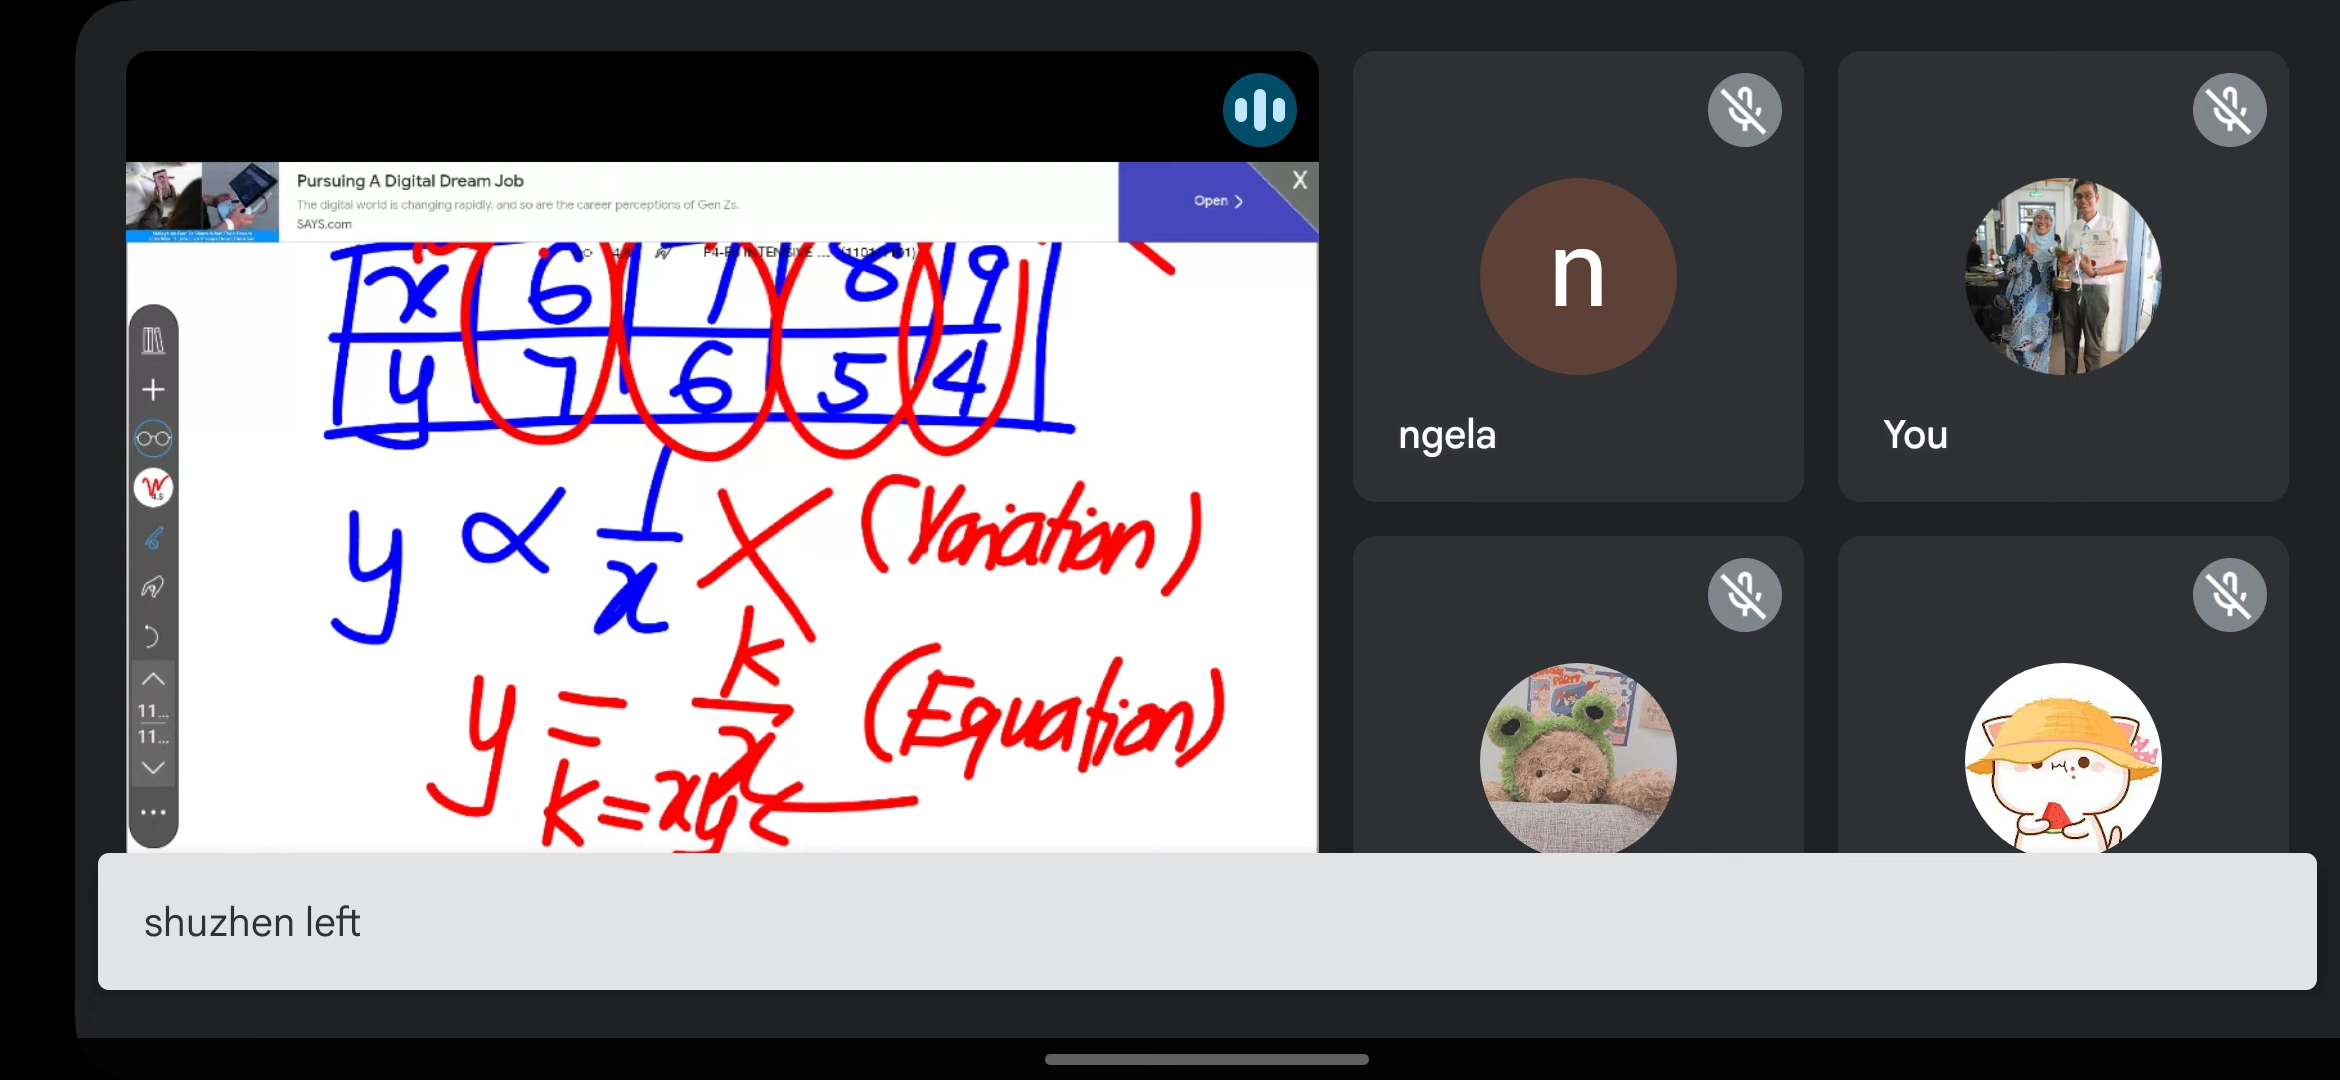 Pursuing A Digital Dream Job
The digital world is changing rapidly, and so are the career perceptions of Gen Zs.
SAYS.com
Open
X
x 6 7 8 9
y 7 6 5 4
y ∝ 1/x (Variation)
y = k/x (Equation)
k = xy
11...
11...
n
ngela
You
shuzhen left